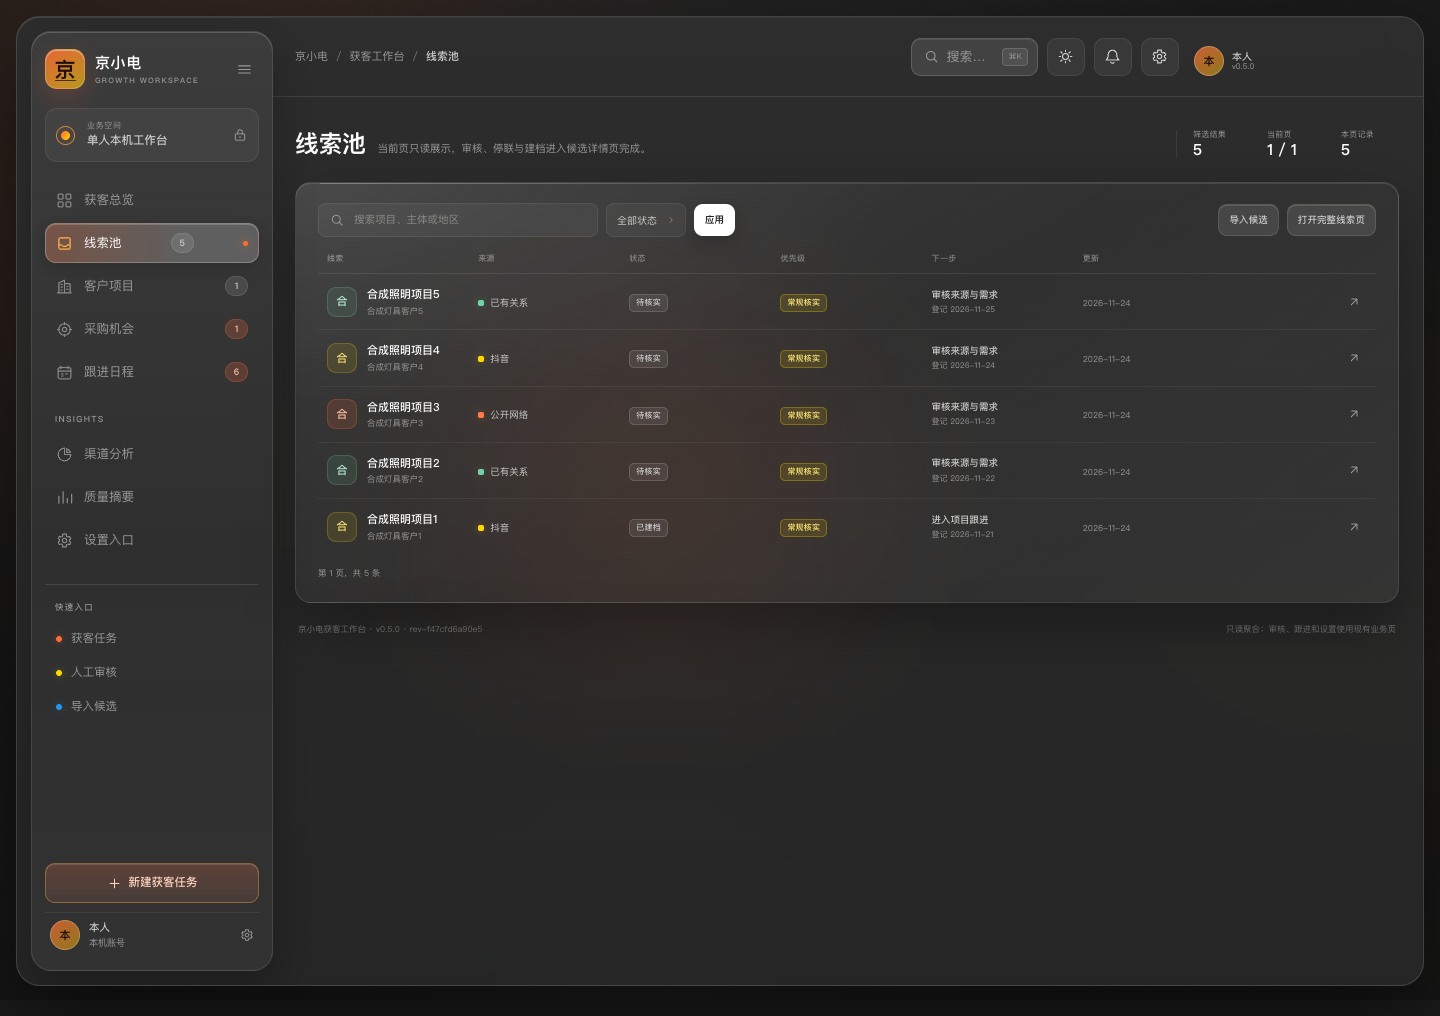 京
京小电
GROWTH WORKSPACE
业务空间
单人本机工作台
获客总览
线索池 5
客户项目 1
采购机会 1
跟进日程 6
INSIGHTS
渠道分析
质量摘要
设置入口
快速入口
获客任务
人工审核
导入候选
新建获客任务
本
本人
本机账号
京小电 / 获客工作台 / 线索池
搜索... ⌘K
本
本人
v0.5.0
线索池
当前页只读展示，审核、停联与建档进入候选详情页完成。
筛选结果
5
当前页
1 / 1
本页记录
5
搜索项目、主体或地区
全部状态
应用
导入候选
打开完整线索页
线索 来源 状态 优先级 下一步 更新
合 合成照明项目5 已有关系 待核实 常规核实 审核来源与需求 2026-11-24
合成灯具客户5 登记 2026-11-25
合 合成照明项目4 抖音 待核实 常规核实 审核来源与需求 2026-11-24
合成灯具客户4 登记 2026-11-24
合 合成照明项目3 公开网络 待核实 常规核实 审核来源与需求 2026-11-24
合成灯具客户3 登记 2026-11-23
合 合成照明项目2 已有关系 待核实 常规核实 审核来源与需求 2026-11-24
合成灯具客户2 登记 2026-11-22
合 合成照明项目1 抖音 已建档 常规核实 进入项目跟进 2026-11-24
合成灯具客户1 登记 2026-11-21
第 1 页，共 5 条
京小电获客工作台 · v0.5.0 · rev-f47cfd6a90e5
只读聚合；审核、跟进和设置使用现有业务页